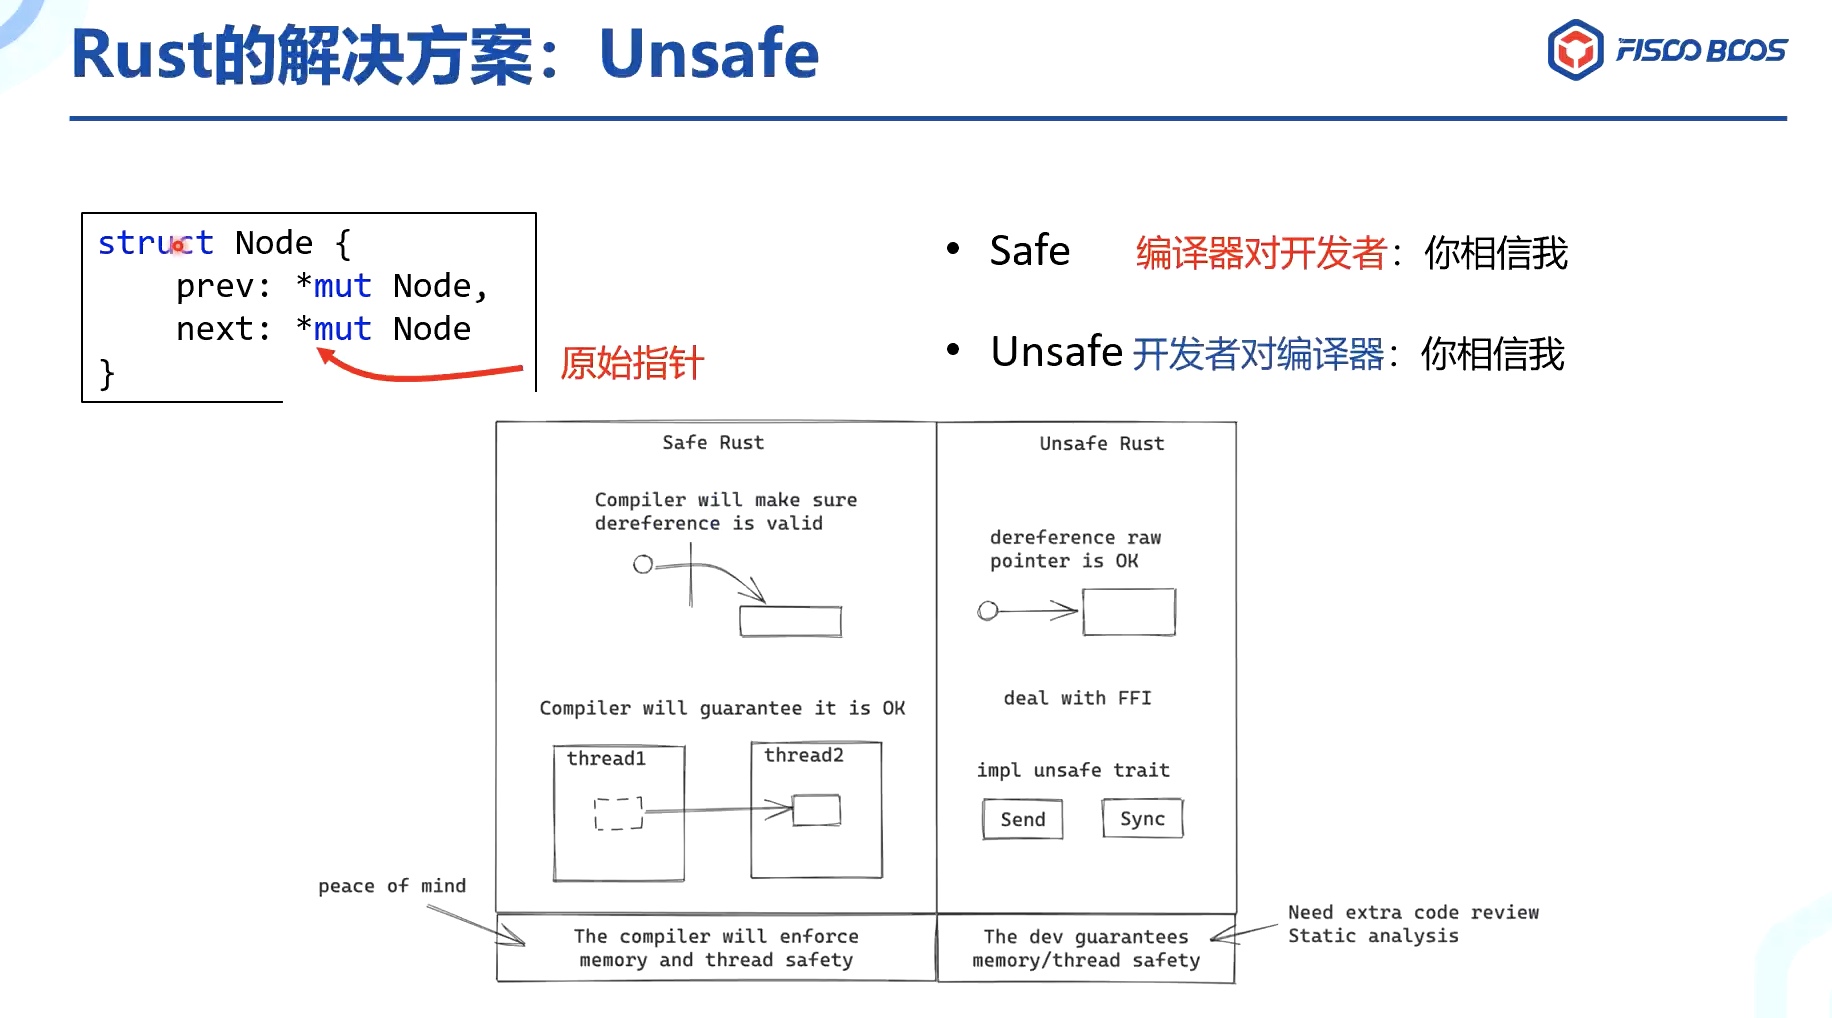 Rust的解决方案：Unsafe
FISCO BCOS
struct Node {
prev: *mut Node,
next: *mut Node
}
原始指针
• Safe 编译器对开发者：你相信我
• Unsafe 开发者对编译器：你相信我
Safe Rust
Compiler will make sure
dereference is valid
Compiler will guarantee it is OK
thread1
thread2
peace of mind
The compiler will enforce
memory and thread safety
Unsafe Rust
dereference raw
pointer is OK
deal with FFI
impl unsafe trait
Send
Sync
The dev guarantees
memory/thread safety
Need extra code review
Static analysis